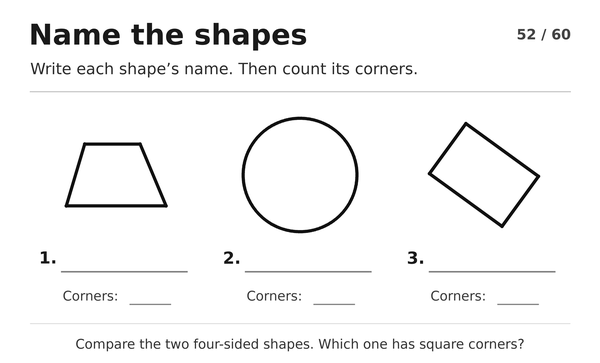 Name the shapes
52 / 60
Write each shape’s name. Then count its corners.
1. 2. 3.
Corners: Corners: Corners:
Compare the two four-sided shapes. Which one has square corners?